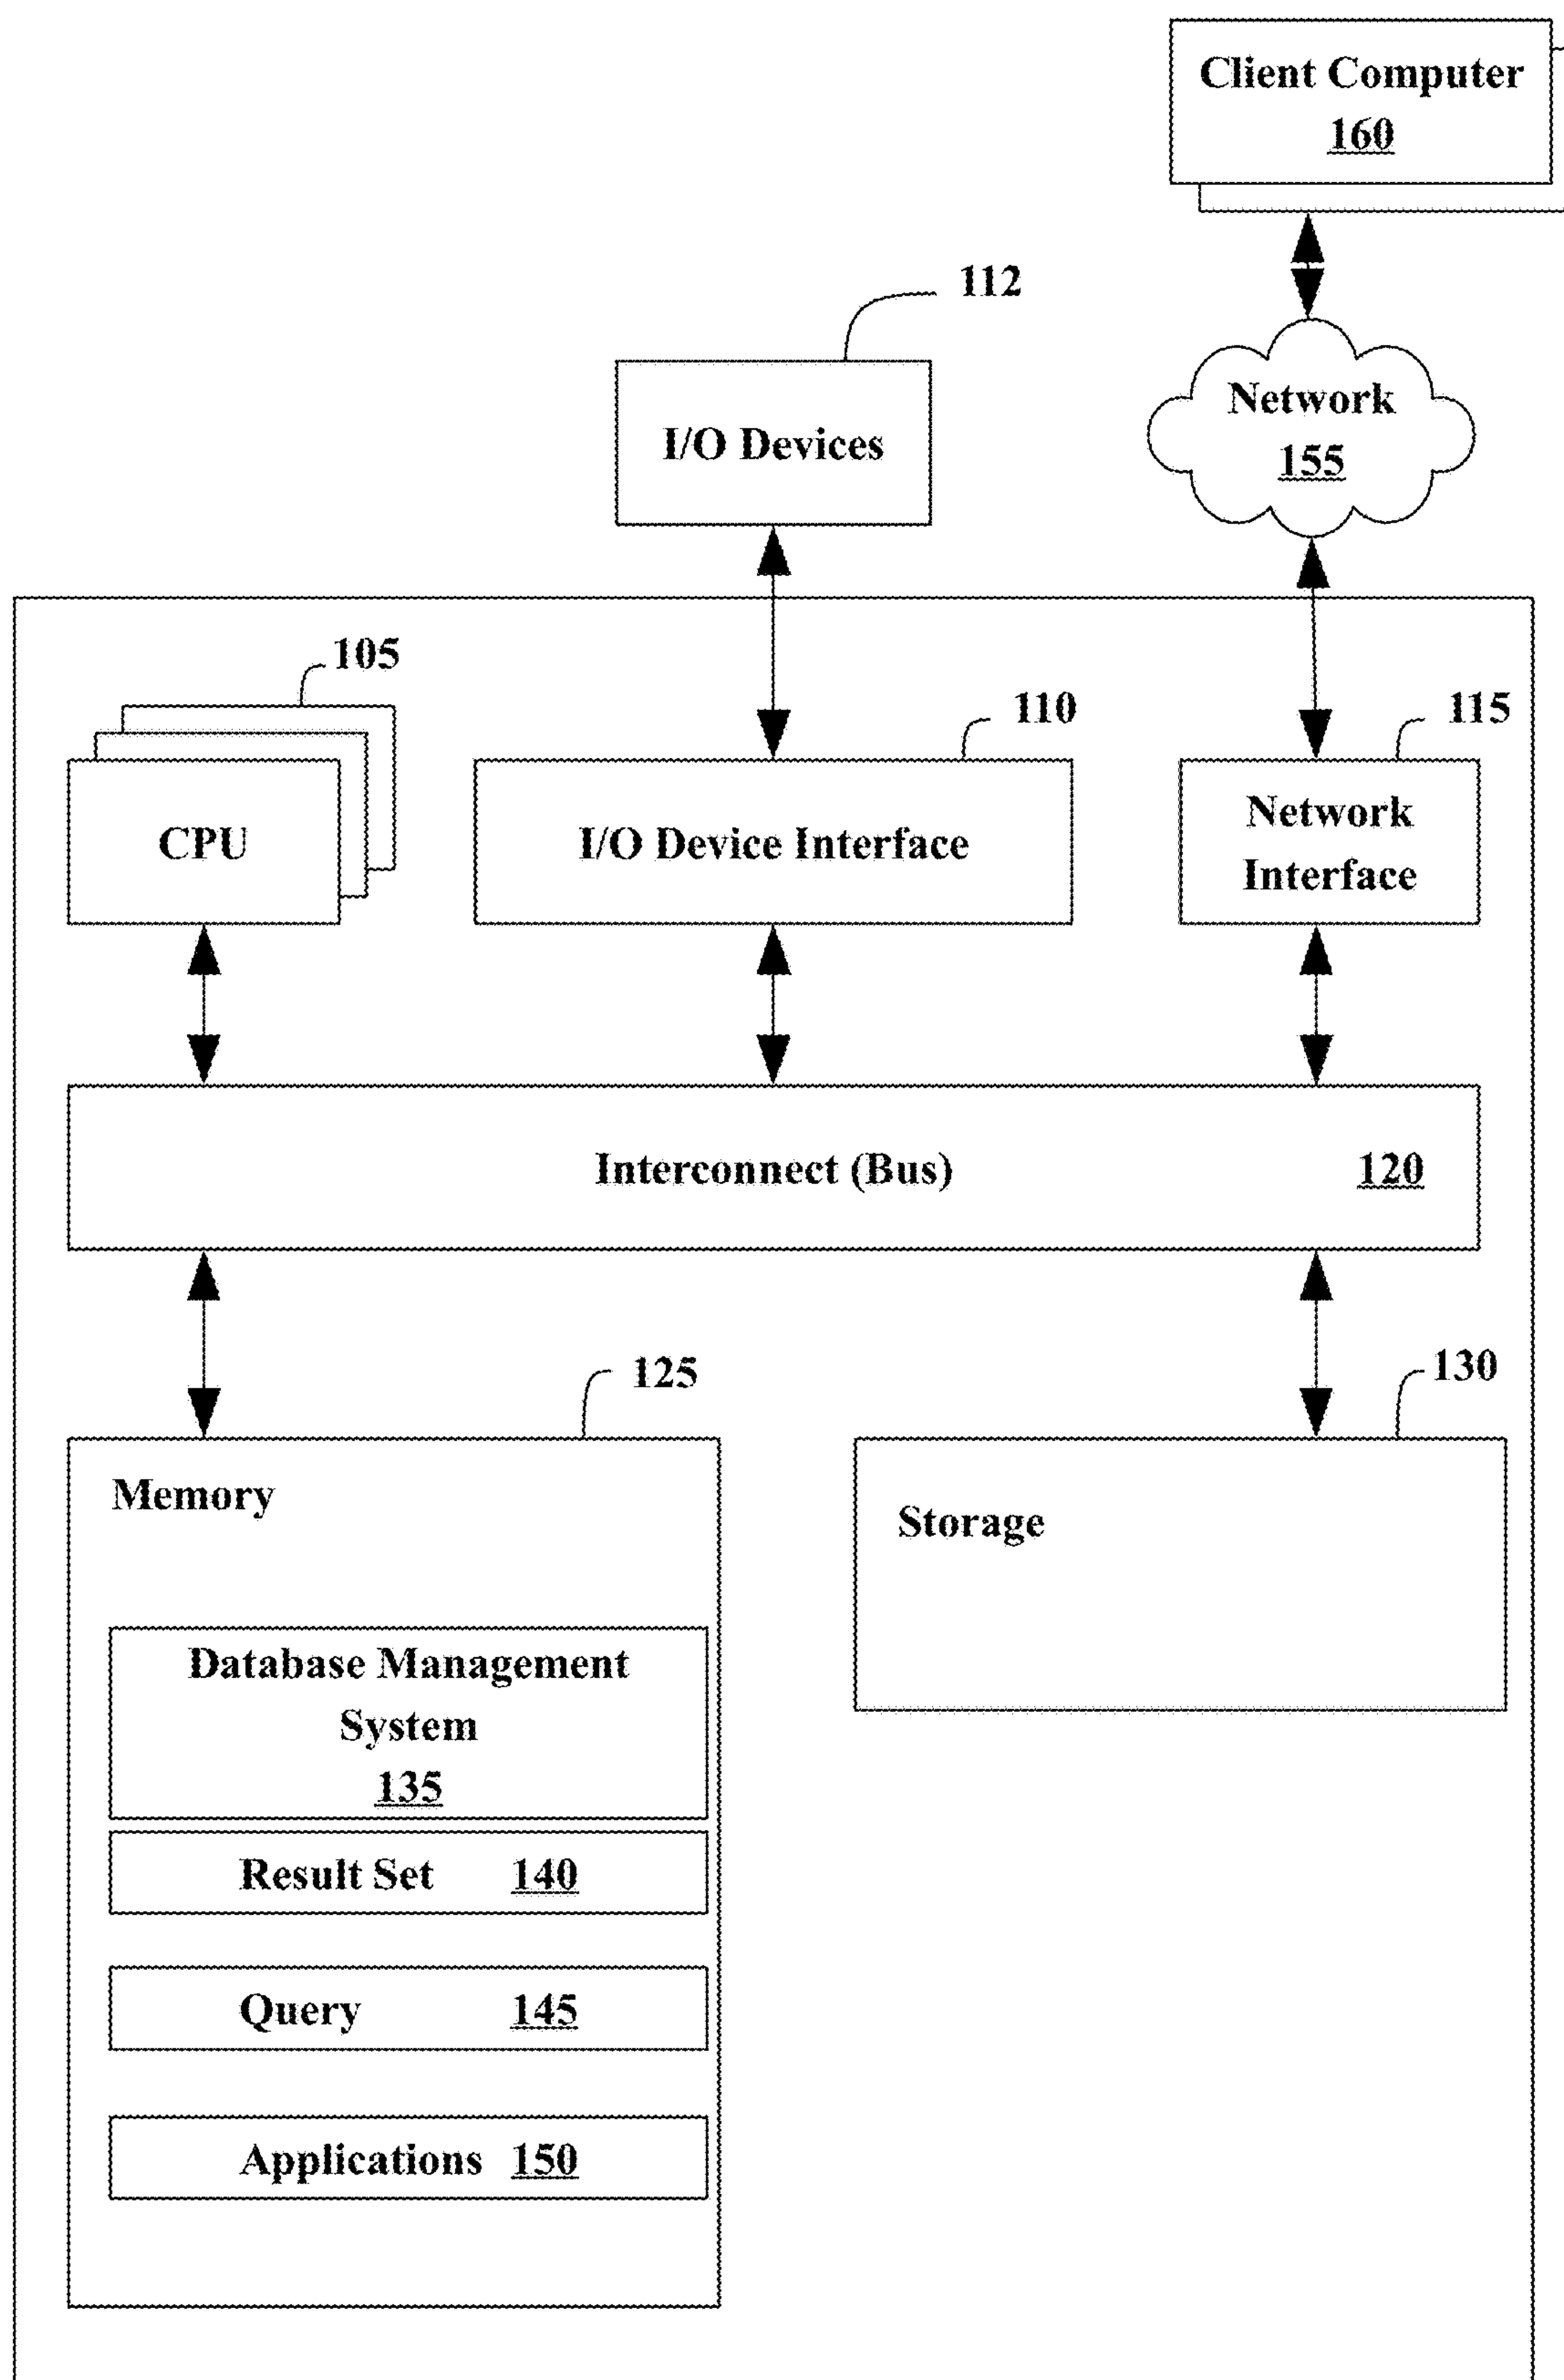 Client Computer
160
112
I/O Devices
Network
155
105
110
115
CPU
I/O Device Interface
Network
Interface
Interconnect (Bus) 120
125
130
Memory
Storage
Database Management
System
135
Result Set 140
Query 145
Applications 150